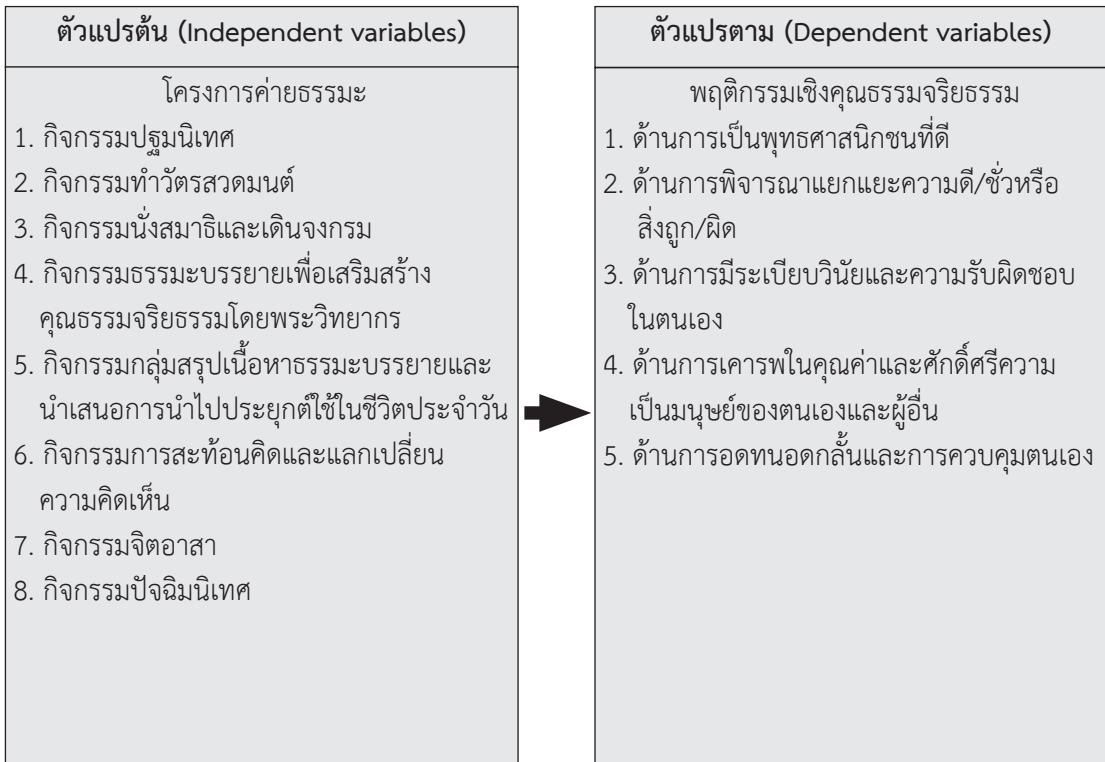 ตัวแปรต้น (Independent variables)
โครงการค่ายธรรมะ
1. กิจกรรมปฐมนิเทศ
2. กิจกรรมทำวัตรสวดมนต์
3. กิจกรรมนั่งสมาธิและเดินจงกรม
4. กิจกรรมธรรมะบรรยายเพื่อเสริมสร้าง
คุณธรรมจริยธรรมโดยพระวิทยากร
5. กิจกรรมกลุ่มสรุปเนื้อหาธรรมะบรรยายและ
นำเสนอการนำไปประยุกต์ใช้ในชีวิตประจำวัน
6. กิจกรรมการสะท้อนคิดและแลกเปลี่ยน
ความคิดเห็น
7. กิจกรรมจิตอาสา
8. กิจกรรมปัจฉิมนิเทศ
ตัวแปรตาม (Dependent variables)
พฤติกรรมเชิงคุณธรรมจริยธรรม
1. ด้านการเป็นพุทธศาสนิกชนที่ดี
2. ด้านการพิจารณาแยกแยะความดี/ชั่วหรือ
สิ่งถูก/ผิด
3. ด้านการมีระเบียบวินัยและความรับผิดชอบ
ในตนเอง
4. ด้านการเคารพในคุณค่าและศักดิ์ศรีความ
เป็นมนุษย์ของตนเองและผู้อื่น
5. ด้านการอดทนอดกลั้นและการควบคุมตนเอง